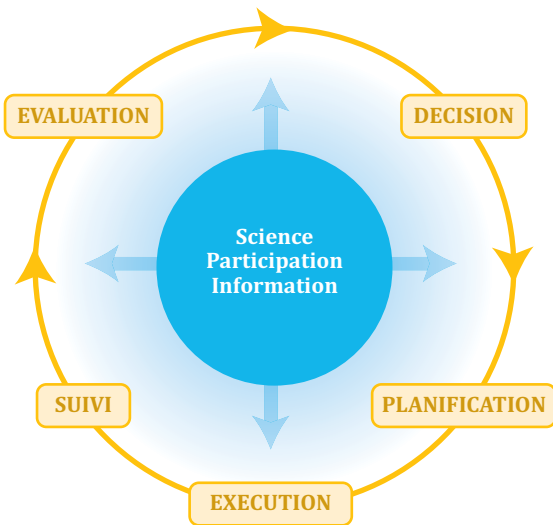 EVALUATION
DECISION
Science
Participation
Information
SUIVI
PLANIFICATION
EXECUTION